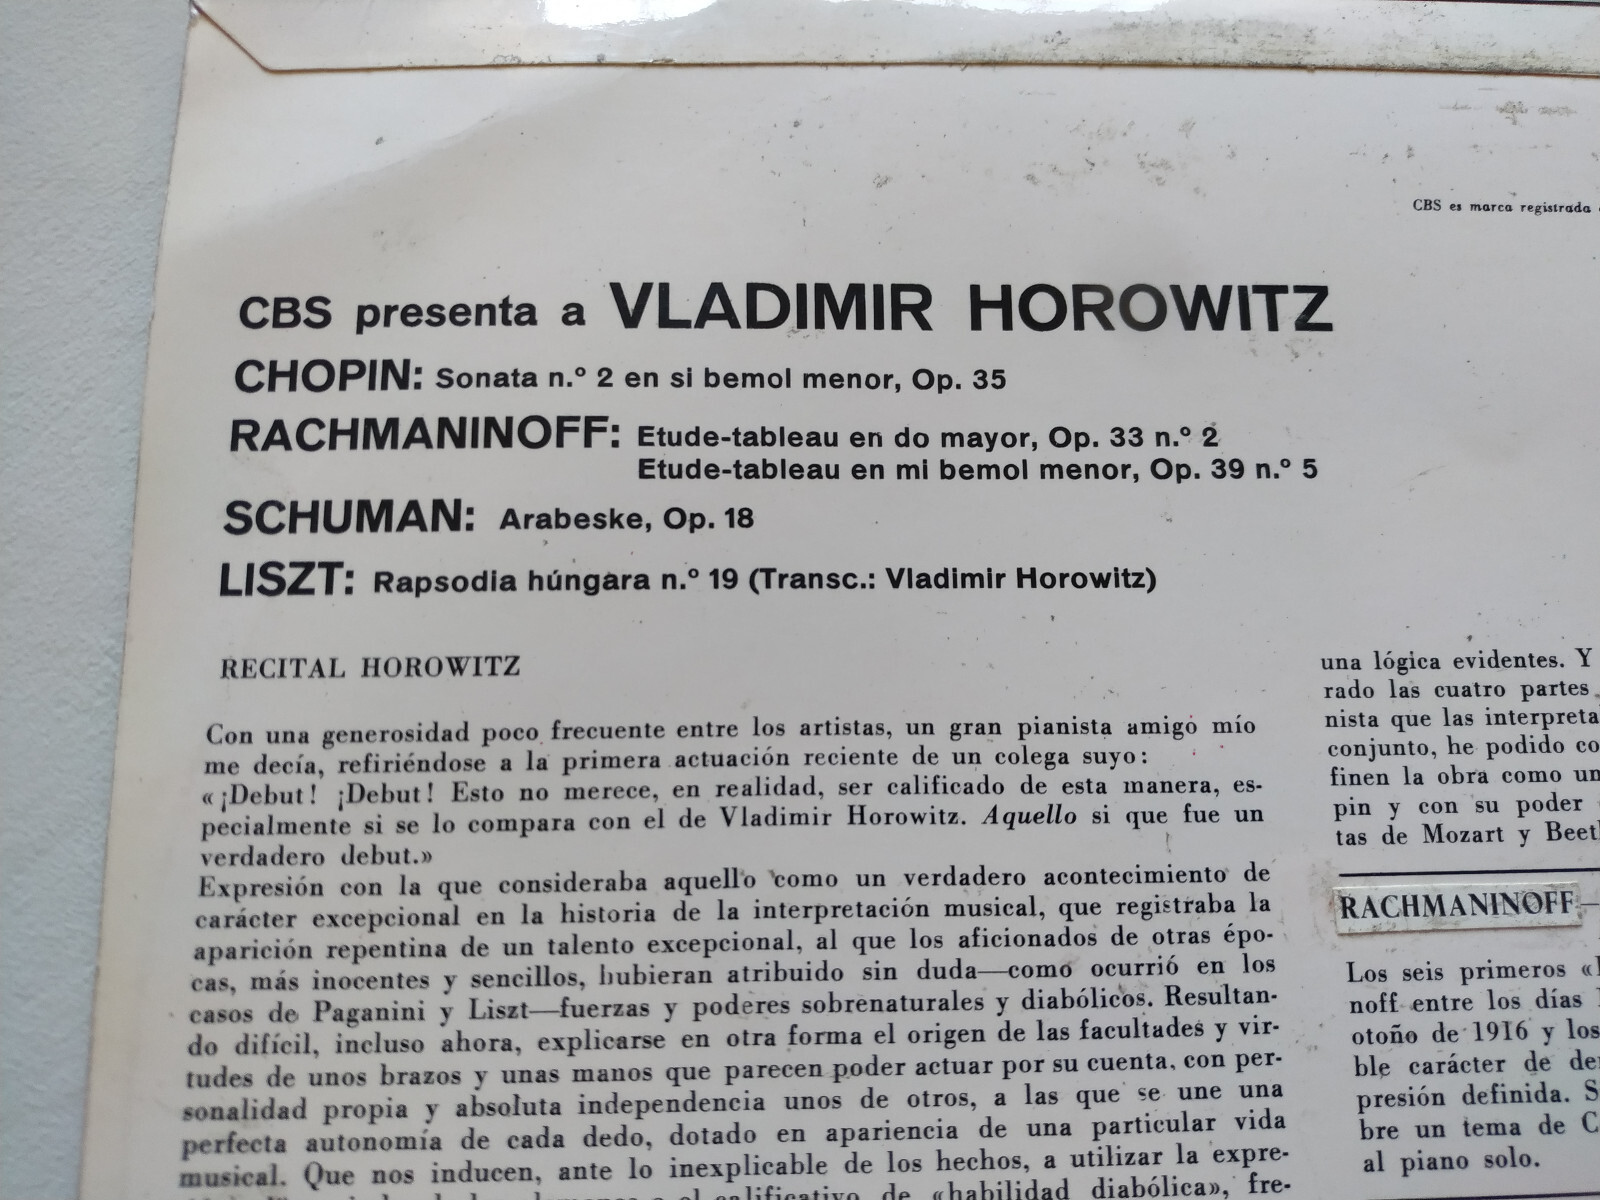 CBS es marca registrada
CBS presenta a VLADIMIR HOROWITZ
CHOPIN: Sonata n.º 2 en si bemol menor, Op. 35
RACHMANINOFF: Etude-tableau en do mayor, Op. 33 n.º 2
Etude-tableau en mi bemol menor, Op. 39 n.º 5
SCHUMAN: Arabeske, Op. 18
LISZT: Rapsodia húngara n.º 19 (Transc.: Vladimir Horowitz)
RECITAL HOROWITZ
Con una generosidad poco frecuente entre los artistas, un gran pianista amigo mío
me decía, refiriéndose a la primera actuación reciente de un colega suyo:
«¡Debut! ¡Debut! Esto no merece, en realidad, ser calificado de esta manera, es-
pecialmente si se lo compara con el de Vladimir Horowitz. Aquello si que fue un
verdadero debut.»
Expresión con la que consideraba aquello como un verdadero acontecimiento de
carácter excepcional en la historia de la interpretación musical, que registraba la
aparición repentina de un talento excepcional, al que los aficionados de otras épo-
cas, más inocentes y sencillos, hubieran atribuido sin duda—como ocurrió en los
casos de Paganini y Liszt—fuerzas y poderes sobrenaturales y diabólicos. Resultan-
do difícil, incluso ahora, explicarse en otra forma el origen de las facultades y vir-
tudes de unos brazos y unas manos que parecen poder actuar por su cuenta, con per-
sonalidad propia y absoluta independencia unos de otros, a las que se une una
perfecta autonomía de cada dedo, dotado en apariencia de una particular vida
musical. Que nos inducen, ante lo inexplicable de los hechos, a utilizar la expre-
el calificativo de «habilidad diabólica», fre-
una lógica evidentes. Y
rado las cuatro partes
nista que las interpreta
conjunto, he podido co
finen la obra como un
pin y con su poder
tas de Mozart y Beet
RACHMANINOFF—
Los seis primeros «
noff entre los días
otoño de 1916 y los
ble carácter de de
presión definida. S
bre un tema de C
al piano solo.